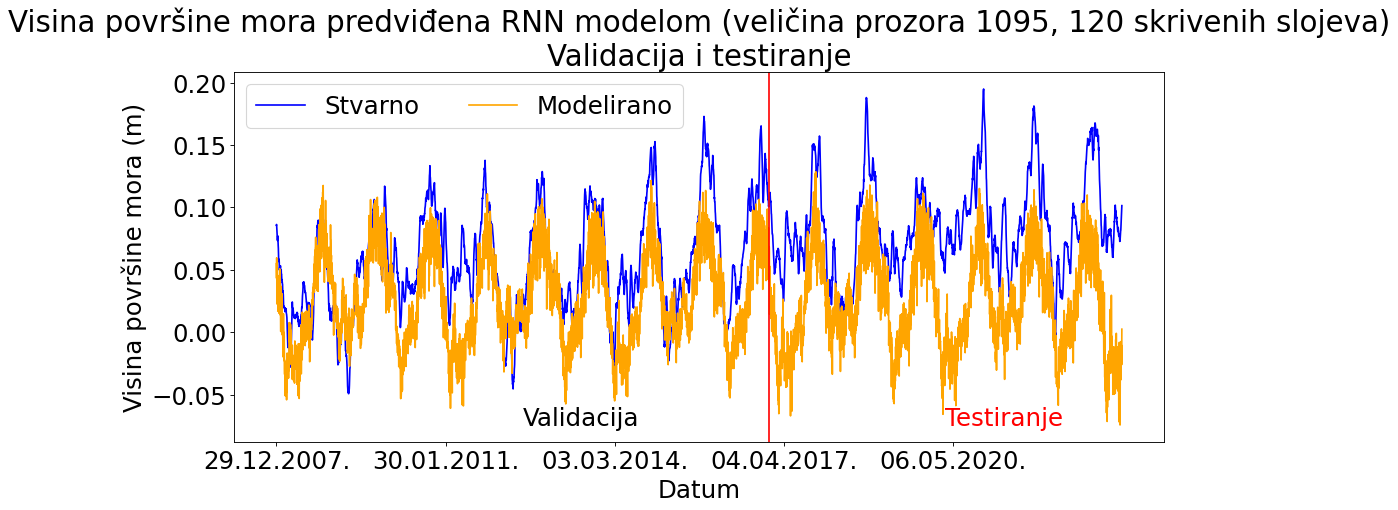 Visina površine mora predviđena RNN modelom (veličina prozora 1095, 120 skrivenih slojeva)
Validacija i testiranje
Visina površine mora (m)
0.20
0.15
0.10
0.05
0.00
−0.05
Stvarno
Modelirano
Validacija
Testiranje
29.12.2007.
30.01.2011.
03.03.2014.
04.04.2017.
06.05.2020.
Datum